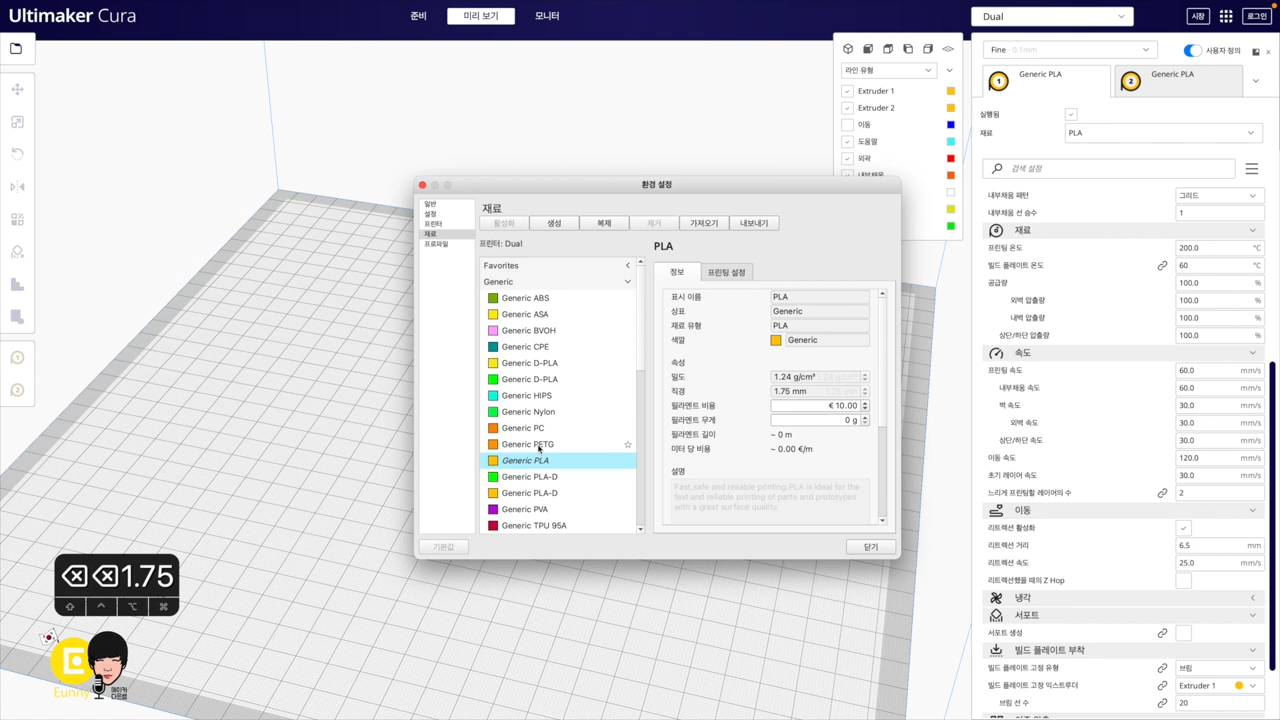 Ultimaker Cura
준비
미리 보기
모니터
Dual
시장
로그인
라인 유형
Extruder 1
Extruder 2
이동
도움말
외곽
내부채움
Fine - 0.1mm
사용자 정의
1
Generic PLA
2
Generic PLA
실행됨
재료
PLA
검색 설정
내부채움 패턴
그리드
내부채움 선 승수
1
재료
프린팅 온도
200.0 °C
빌드 플레이트 온도
60 °C
공급량
100.0 %
외벽 압출량
100.0 %
내벽 압출량
100.0 %
상단/하단 압출량
100.0 %
속도
프린팅 속도
60.0 mm/s
내부채움 속도
60.0 mm/s
벽 속도
30.0 mm/s
외벽 속도
30.0 mm/s
상단/하단 속도
30.0 mm/s
이동 속도
120.0 mm/s
초기 레이어 속도
30.0 mm/s
느리게 프린팅할 레이어의 수
2
이동
리트렉션 활성화
리트렉션 거리
6.5 mm
리트렉션 속도
25.0 mm/s
리트렉션했을 때의 Z Hop
냉각
서포트
서포트 생성
빌드 플레이트 부착
빌드 플레이트 고정 유형
브림
빌드 플레이트 고정 익스트루더
Extruder 1
브림 선 수
20
환경 설정
일반
설정
프린터
재료
프로파일
재료
활성화
생성
복제
제거
가져오기
내보내기
프린터: Dual
Favorites
Generic
Generic ABS
Generic ASA
Generic BVOH
Generic CPE
Generic D-PLA
Generic D-PLA
Generic HIPS
Generic Nylon
Generic PC
Generic PETG
Generic PLA
Generic PLA-D
Generic PLA-D
Generic PVA
Generic TPU 95A
PLA
정보
프린팅 설정
표시 이름
PLA
상표
Generic
재료 유형
PLA
색깔
Generic
속성
밀도
1.24 g/cm³
직경
1.75 mm
필라멘트 비용
€ 10.00
필라멘트 무게
0 g
필라멘트 길이
~ 0 m
미터 당 비용
~ 0.00 €/m
설명
Fast, safe and reliable printing. PLA is ideal for the
fast and reliable printing of parts and prototypes
with a great surface quality.
기본값
닫기
1
2
1.75
Eunny
메이커
다은쌤